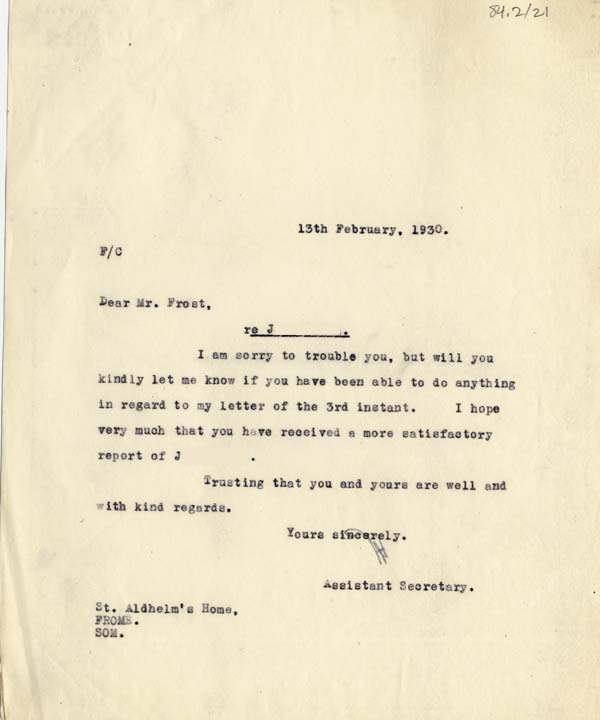 84.2/21
13th February, 1930.
F/C
Dear Mr. Frost,
re J .
I am sorry to trouble you, but will you
kindly let me know if you have been able to do anything
in regard to my letter of the 3rd instant. I hope
very much that you have received a more satisfactory
report of J .
Trusting that you and yours are well and
with kind regards.
Yours sincerely.
Assistant Secretary.
St. Aldhelm's Home,
FROME.
SOM.